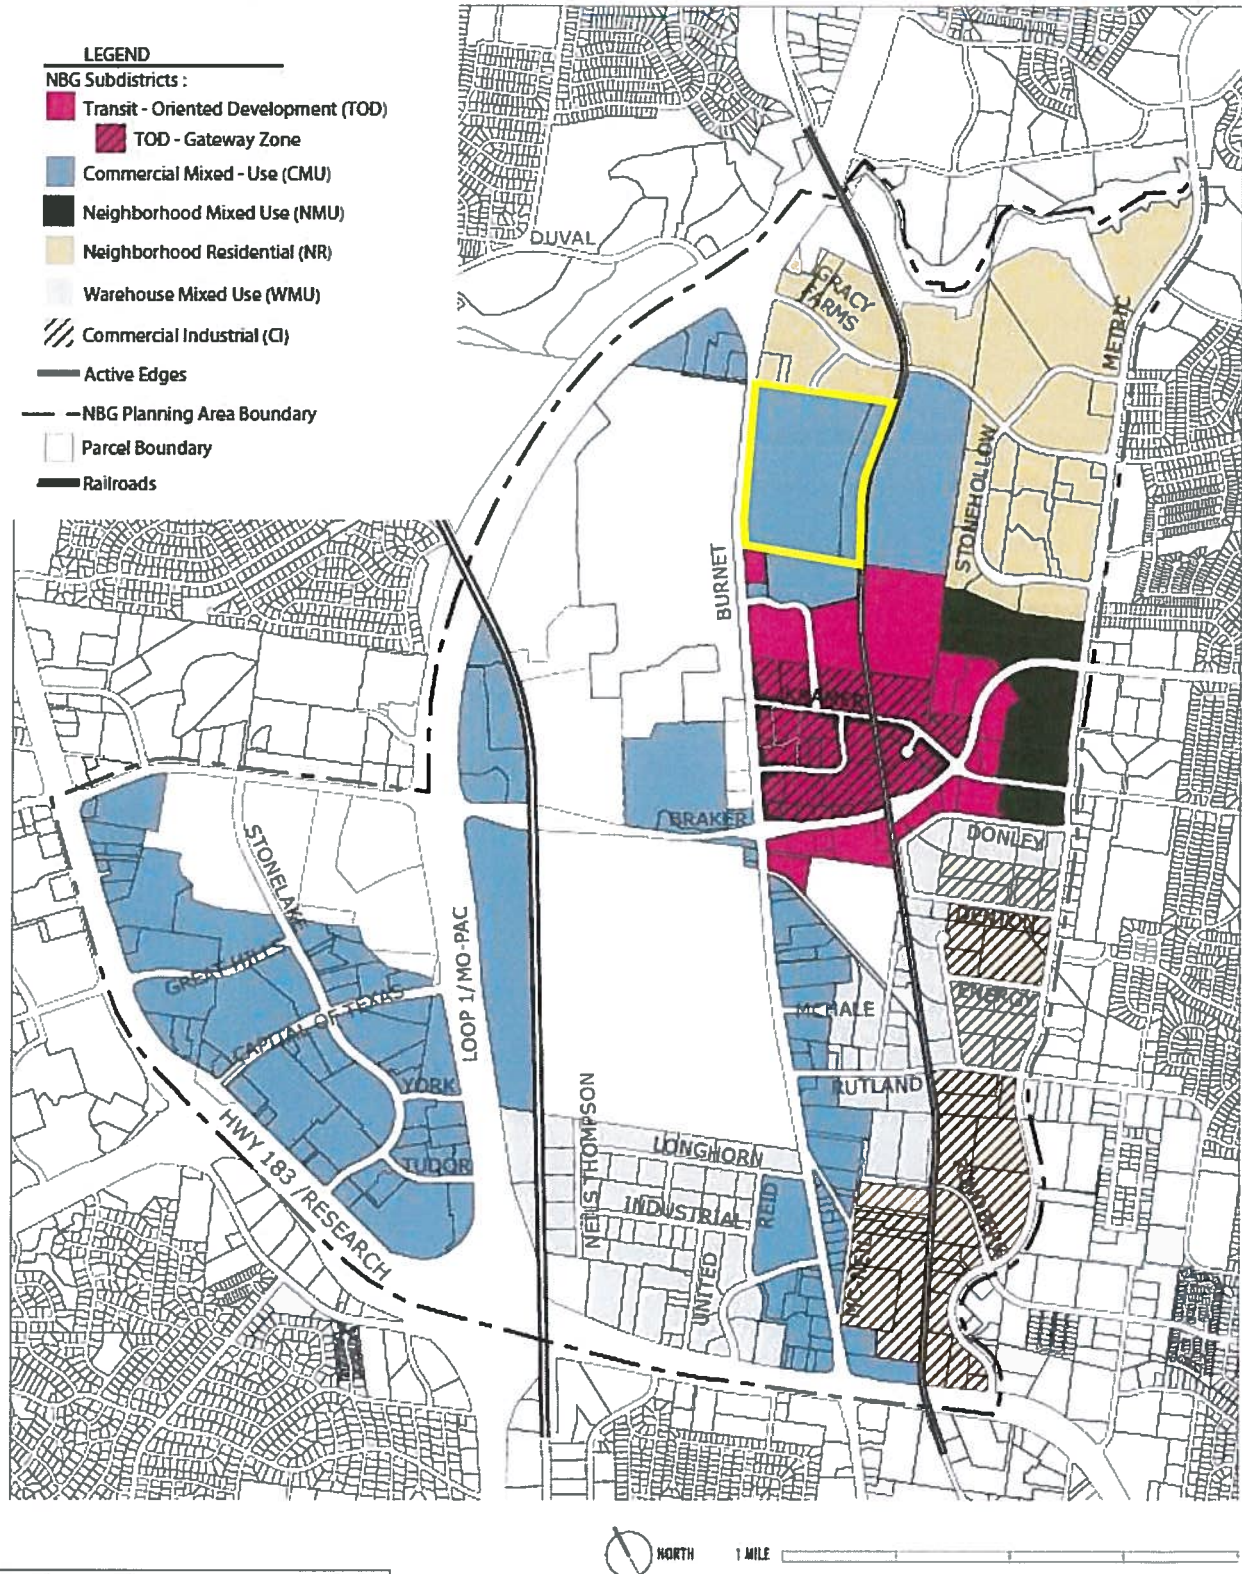 LEGEND
NBG Subdistricts :
Transit - Oriented Development (TOD)
TOD - Gateway Zone
Commercial Mixed - Use (CMU)
Neighborhood Mixed Use (NMU)
Neighborhood Residential (NR)
Warehouse Mixed Use (WMU)
Commercial Industrial (CI)
Active Edges
NBG Planning Area Boundary
Parcel Boundary
Railroads
DUVAL
GRACY
FARMS
METRIC
STONEHOLLOW
BURNET
KRAMER
BRAKER
DONLEY
STONELAKE
DENTON
GREAT HILLS
ENERGY
CAPITAL OF TEXAS
LOOP 1/MO-PAC
MCHALE
YORK
RUTLAND
HWY 183 /RESEARCH
TUDOR
NEILS THOMPSON
LONGHORN
INDUSTRIAL
REID
UNITED
MCNEIL
NORTH
1 MILE